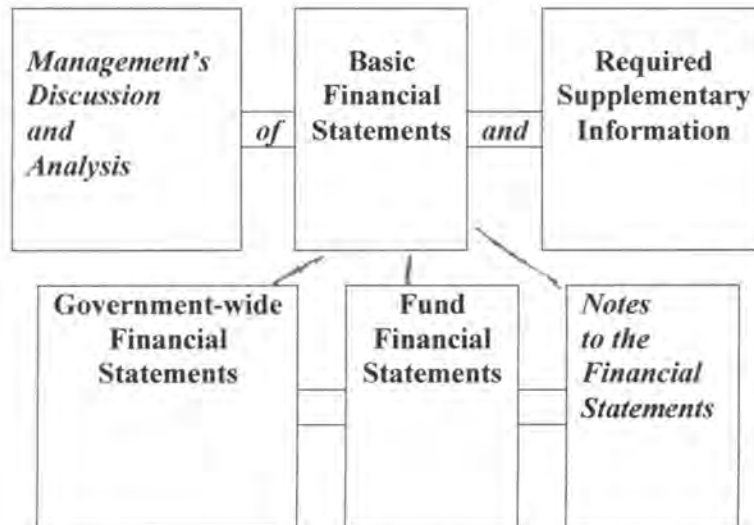 Management's
Discussion
and
Analysis
of
Basic
Financial
Statements
and
Required
Supplementary
Information
Government-wide
Financial
Statements
Fund
Financial
Statements
Notes
to the
Financial
Statements